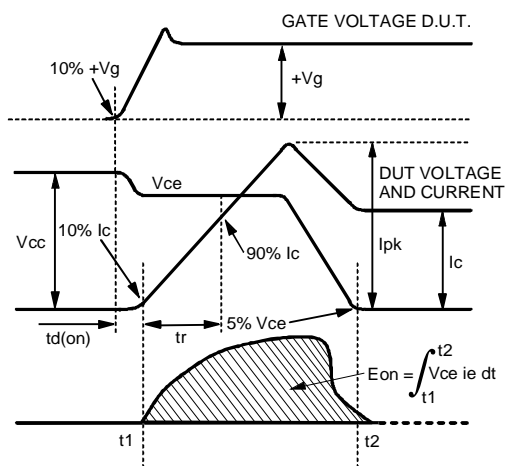 GATE VOLTAGE D.U.T.
10% +Vg
+Vg
Vce
DUT VOLTAGE
AND CURRENT
Vcc
10% Ic
90% Ic
Ipk
Ic
td(on)
tr
5% Vce
Eon = ∫ Vce ie dt
t2
t1
t1
t2